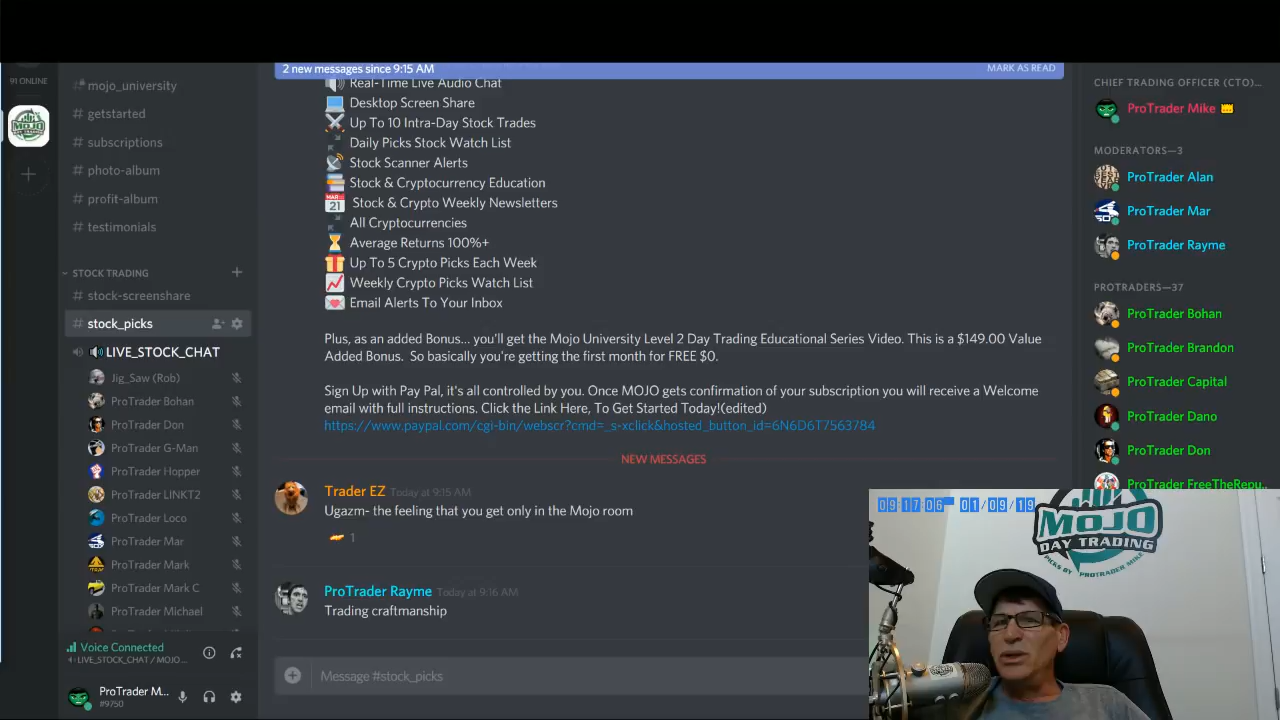 91 ONLINE
mojo_university
# getstarted
# subscriptions
# photo-album
# profit-album
# testimonials
STOCK TRADING +
# stock-screenshare
# stock_picks
LIVE_STOCK_CHAT
Jig_Saw (Rob)
ProTrader Bohan
ProTrader Don
ProTrader G-Man
ProTrader Hopper
ProTrader LINKT2
ProTrader Loco
ProTrader Mar
ProTrader Mark
ProTrader Mark C
ProTrader Michael
Voice Connected
LIVE_STOCK_CHAT / MOJO...
ProTrader M...
#9750
2 new messages since 9:15 AM MARK AS READ
Real-Time Live Audio Chat
Desktop Screen Share
Up To 10 Intra-Day Stock Trades
Daily Picks Stock Watch List
Stock Scanner Alerts
Stock & Cryptocurrency Education
MAR 21 Stock & Crypto Weekly Newsletters
All Cryptocurrencies
Average Returns 100%+
Up To 5 Crypto Picks Each Week
Weekly Crypto Picks Watch List
Email Alerts To Your Inbox
Plus, as an added Bonus... you'll get the Mojo University Level 2 Day Trading Educational Series Video. This is a $149.00 Value
Added Bonus. So basically you're getting the first month for FREE $0.
Sign Up with Pay Pal, it's all controlled by you. Once MOJO gets confirmation of your subscription you will receive a Welcome
email with full instructions. Click the Link Here, To Get Started Today!(edited)
https://www.paypal.com/cgi-bin/webscr?cmd=_s-xclick&hosted_button_id=6N6D6T7563784
NEW MESSAGES
Trader EZ Today at 9:15 AM
Ugazm- the feeling that you get only in the Mojo room
1
ProTrader Rayme Today at 9:16 AM
Trading craftmanship
Message #stock_picks
CHIEF TRADING OFFICER (CTO)...
ProTrader Mike
MODERATORS—3
ProTrader Alan
ProTrader Mar
ProTrader Rayme
PROTRADERS—37
ProTrader Bohan
ProTrader Brandon
ProTrader Capital
ProTrader Dano
ProTrader Don
ProTrader FreeTheRepu...
09:17:06 01/09/19
MOJO
DAY TRADING
PICKS BY PROTRADER MIKE